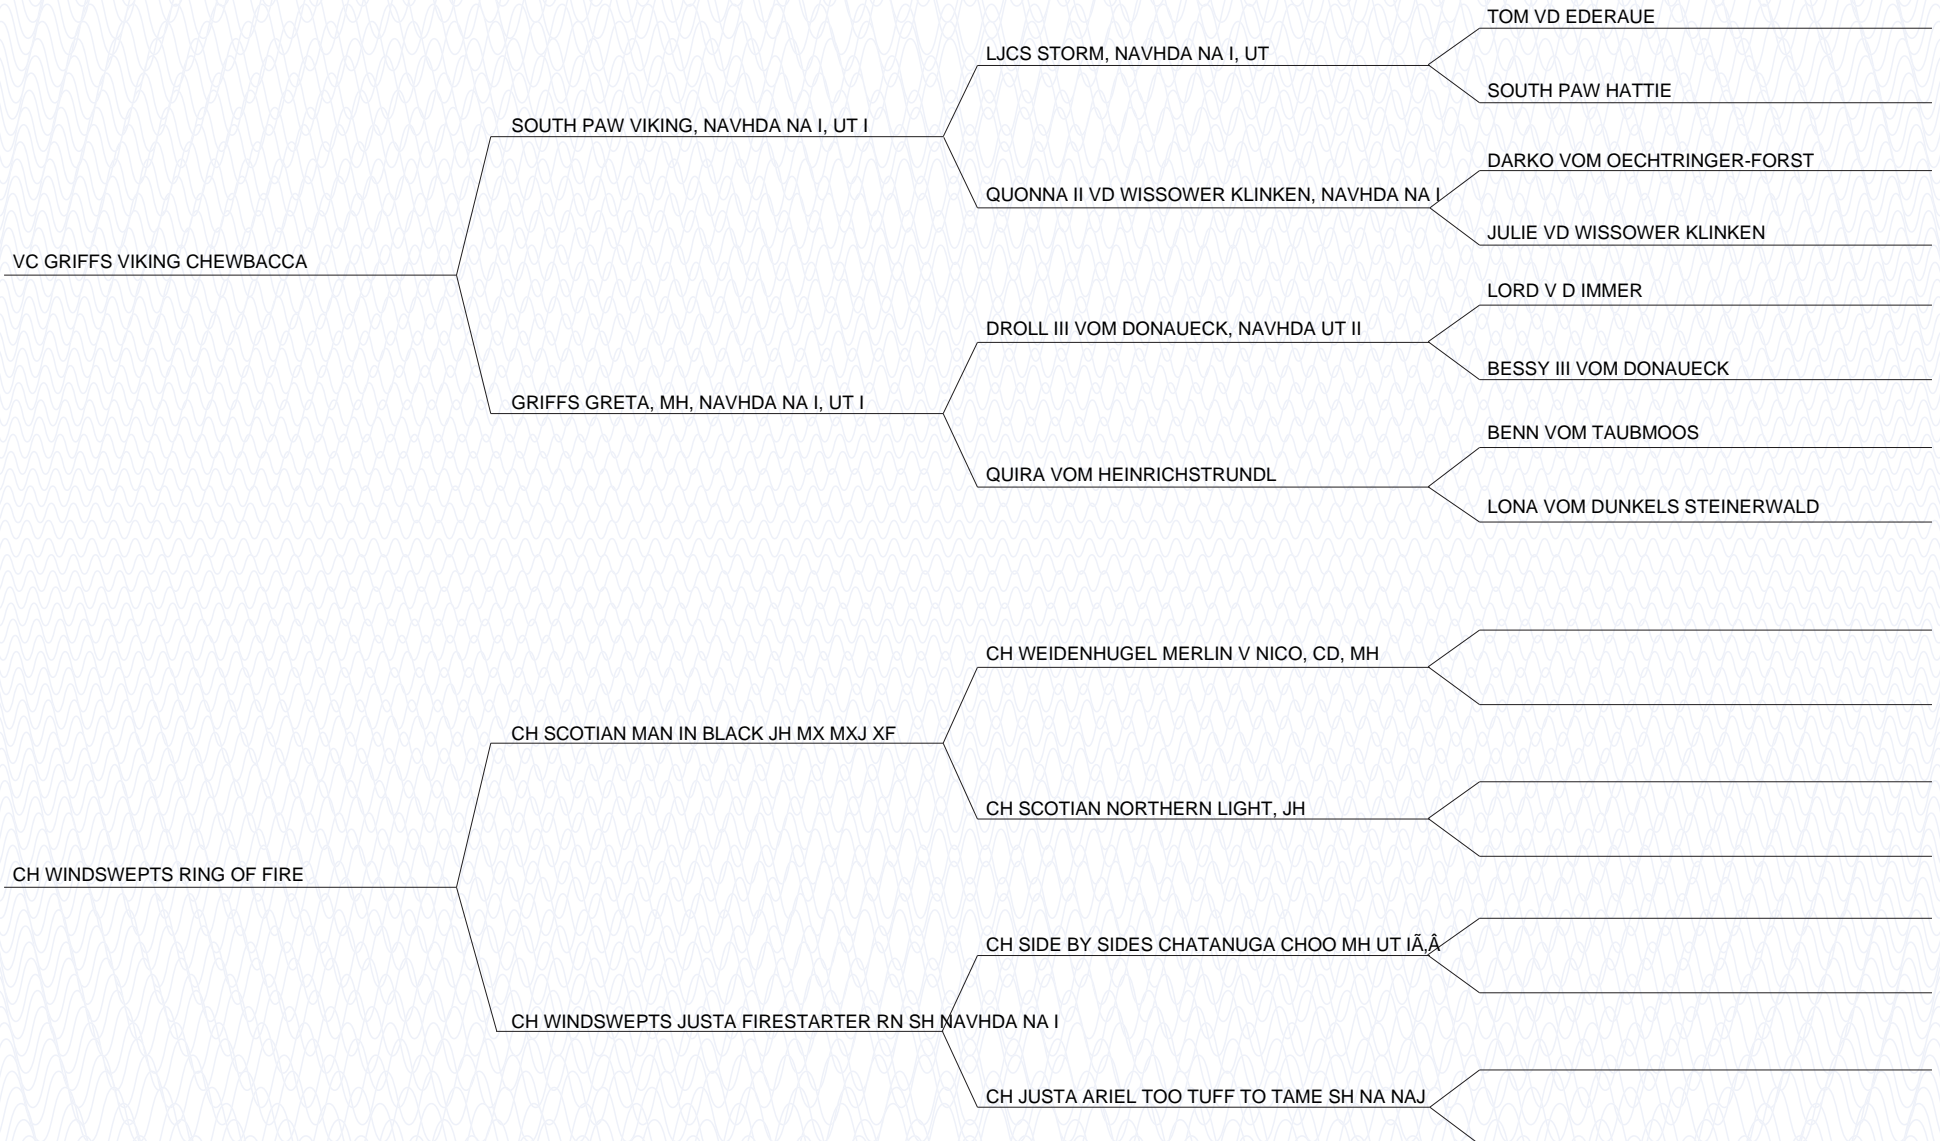 TOM VD EDERAUE
LJCS STORM, NAVHDA NA I, UT
SOUTH PAW HATTIE
SOUTH PAW VIKING, NAVHDA NA I, UT I
DARKO VOM OECHTRINGER-FORST
QUONNA II VD WISSOWER KLINKEN, NAVHDA NA I
JULIE VD WISSOWER KLINKEN
VC GRIFFS VIKING CHEWBACCA
LORD V D IMMER
DROLL III VOM DONAUECK, NAVHDA UT II
BESSY III VOM DONAUECK
GRIFFS GRETA, MH, NAVHDA NA I, UT I
BENN VOM TAUBMOOS
QUIRA VOM HEINRICHSTRUNDL
LONA VOM DUNKELS STEINERWALD
CH WEIDENHUGEL MERLIN V NICO, CD, MH
CH SCOTIAN MAN IN BLACK JH MX MXJ XF
CH SCOTIAN NORTHERN LIGHT, JH
CH WINDSWEPTS RING OF FIRE
CH SIDE BY SIDES CHATANUGA CHOO MH UT IÃ‚Â
CH WINDSWEPTS JUSTA FIRESTARTER RN SH NAVHDA NA I
CH JUSTA ARIEL TOO TUFF TO TAME SH NA NAJ